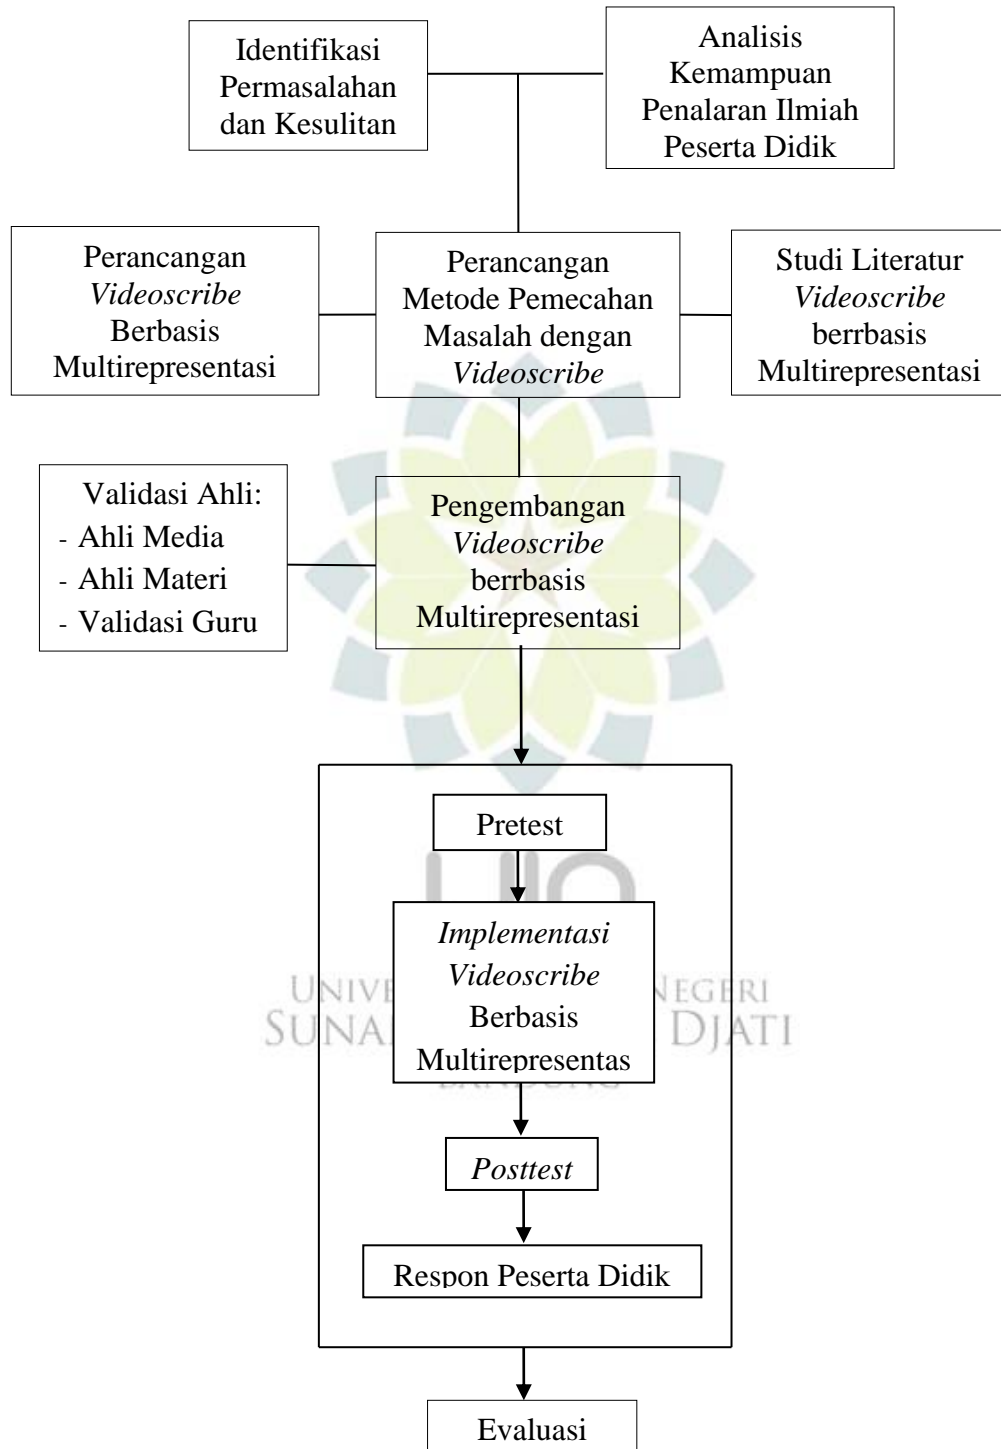 Identifikasi
Permasalahan
dan Kesulitan
Analisis
Kemampuan
Penalaran Ilmiah
Peserta Didik
Perancangan
Videoscribe
Berbasis
Multirepresentasi
Perancangan
Metode Pemecahan
Masalah dengan
Videoscribe
Studi Literatur
Videoscribe
berrbasis
Multirepresentasi
Validasi Ahli:
- Ahli Media
- Ahli Materi
- Validasi Guru
Pengembangan
Videoscribe
berrbasis
Multirepresentasi
Pretest
Implementasi
Videoscribe
Berbasis
Multirepresentas
Posttest
Respon Peserta Didik
Evaluasi